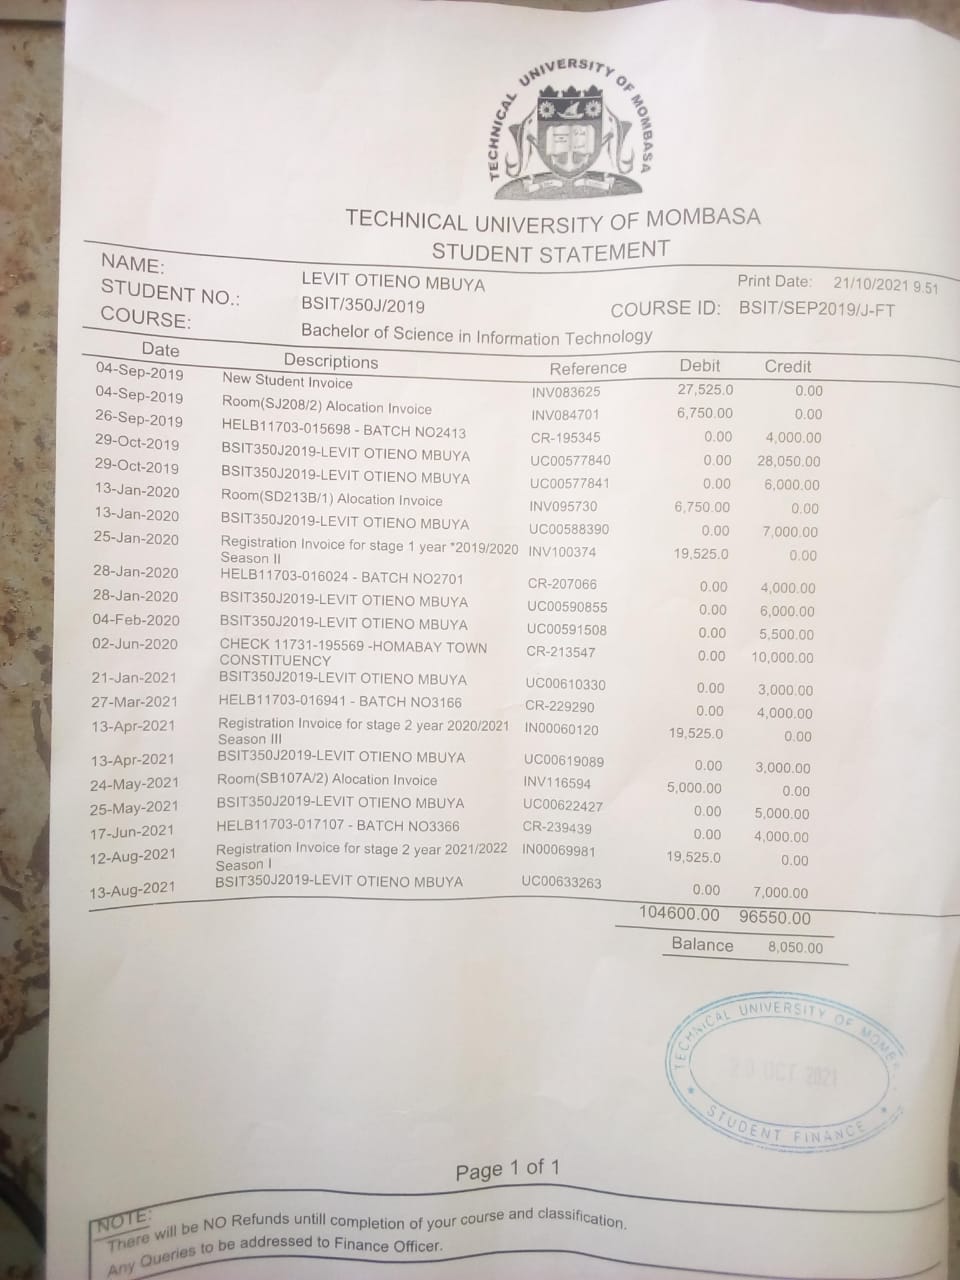 TECHNICAL UNIVERSITY OF MOMBASA
TECHNICAL UNIVERSITY OF MOMBASA
STUDENT STATEMENT
NAME: LEVIT OTIENO MBUYA Print Date: 21/10/2021 9.51
STUDENT NO.: BSIT/350J/2019 COURSE ID: BSIT/SEP2019/J-FT
COURSE: Bachelor of Science in Information Technology
Date Descriptions Reference Debit Credit
04-Sep-2019 New Student Invoice INV083625 27,525.0 0.00
04-Sep-2019 Room(SJ208/2) Alocation Invoice INV084701 6,750.00 0.00
26-Sep-2019 HELB11703-015698 - BATCH NO2413 CR-195345 0.00 4,000.00
29-Oct-2019 BSIT350J2019-LEVIT OTIENO MBUYA UC00577840 0.00 28,050.00
29-Oct-2019 BSIT350J2019-LEVIT OTIENO MBUYA UC00577841 0.00 6,000.00
13-Jan-2020 Room(SD213B/1) Alocation Invoice INV095730 6,750.00 0.00
13-Jan-2020 BSIT350J2019-LEVIT OTIENO MBUYA UC00588390 0.00 7,000.00
25-Jan-2020 Registration Invoice for stage 1 year *2019/2020 INV100374 19,525.0 0.00
Season II
28-Jan-2020 HELB11703-016024 - BATCH NO2701 CR-207066 0.00 4,000.00
28-Jan-2020 BSIT350J2019-LEVIT OTIENO MBUYA UC00590855 0.00 6,000.00
04-Feb-2020 BSIT350J2019-LEVIT OTIENO MBUYA UC00591508 0.00 5,500.00
02-Jun-2020 CHECK 11731-195569 -HOMABAY TOWN CR-213547 0.00 10,000.00
CONSTITUENCY
21-Jan-2021 BSIT350J2019-LEVIT OTIENO MBUYA UC00610330 0.00 3,000.00
27-Mar-2021 HELB11703-016941 - BATCH NO3166 CR-229290 0.00 4,000.00
13-Apr-2021 Registration Invoice for stage 2 year 2020/2021 IN00060120 19,525.0 0.00
Season III
13-Apr-2021 BSIT350J2019-LEVIT OTIENO MBUYA UC00619089 0.00 3,000.00
24-May-2021 Room(SB107A/2) Alocation Invoice INV116594 5,000.00 0.00
25-May-2021 BSIT350J2019-LEVIT OTIENO MBUYA UC00622427 0.00 5,000.00
17-Jun-2021 HELB11703-017107 - BATCH NO3366 CR-239439 0.00 4,000.00
12-Aug-2021 Registration Invoice for stage 2 year 2021/2022 IN00069981 19,525.0 0.00
Season I
13-Aug-2021 BSIT350J2019-LEVIT OTIENO MBUYA UC00633263 0.00 7,000.00
104600.00 96550.00
Balance 8,050.00
TECHNICAL UNIVERSITY OF
OCT 2021
* STUDENT FINANCE *
Page 1 of 1
NOTE:
There will be NO Refunds untill completion of your course and classification.
Any Queries to be addressed to Finance Officer.